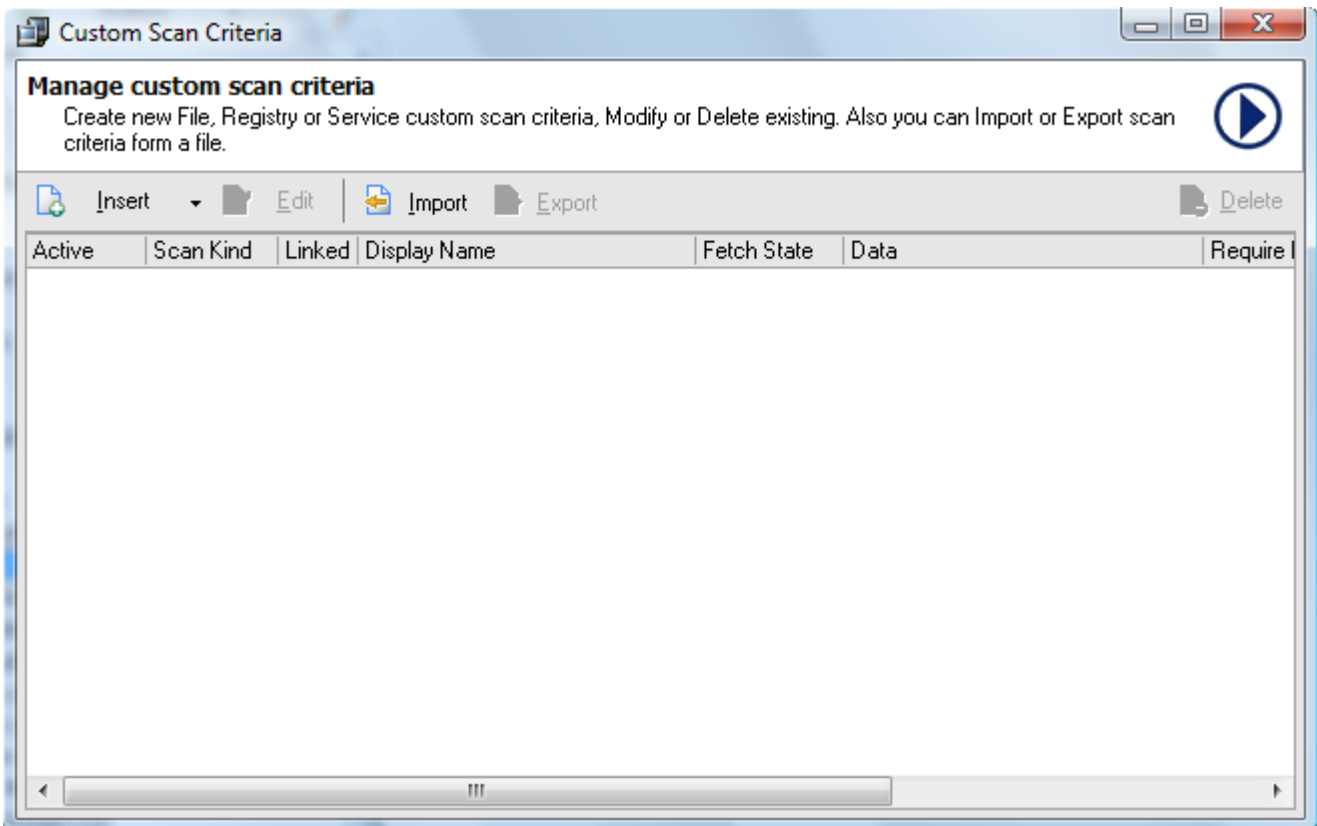 Custom Scan Criteria
Manage custom scan criteria
Create new File, Registry or Service custom scan criteria, Modify or Delete existing. Also you can Import or Export scan
criteria form a file.
Insert Edit Import Export Delete
Active Scan Kind Linked Display Name Fetch State Data Require